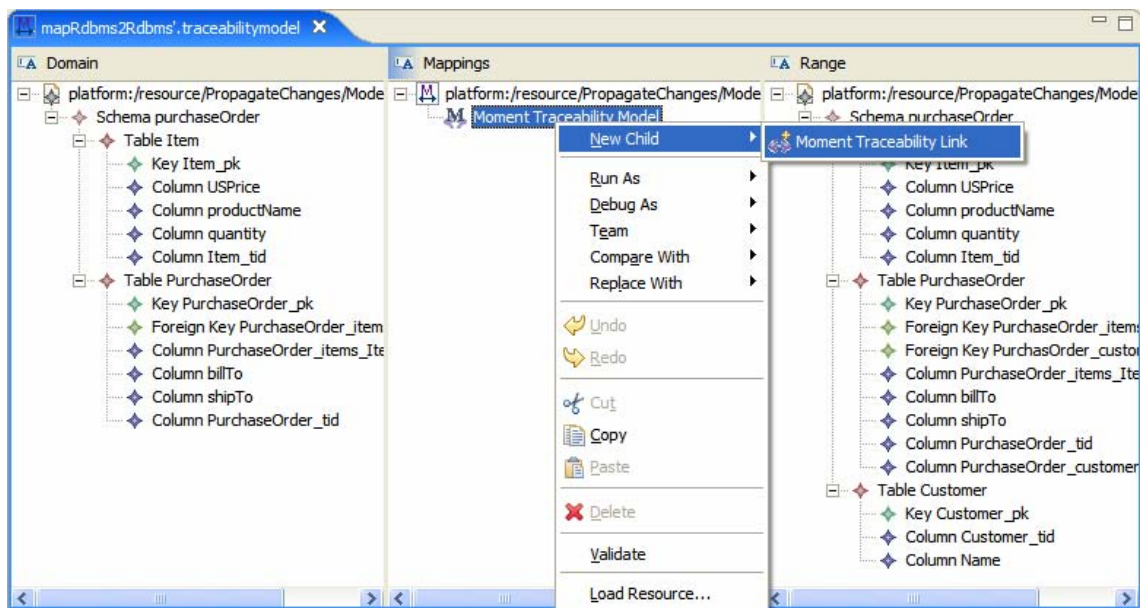 mapRdbms2Rdbms'.traceabilitymodel
Domain
platform:/resource/PropagateChanges/Mode
Schema purchaseOrder
Table Item
Key Item_pk
Column USPrice
Column productName
Column quantity
Column Item_tid
Table PurchaseOrder
Key PurchaseOrder_pk
Foreign Key PurchaseOrder_item
Column PurchaseOrder_items_Ite
Column billTo
Column shipTo
Column PurchaseOrder_tid
Mappings
platform:/resource/PropagateChanges/Mode
Moment Traceability Model
New Child
Moment Traceability Link
Run As
Debug As
Team
Compare With
Replace With
Undo
Redo
Cut
Copy
Paste
Delete
Validate
Load Resource...
Range
platform:/resource/PropagateChanges/Mode
Schema purchaseOrder
Key Item_pk
Column USPrice
Column productName
Column quantity
Column Item_tid
Table PurchaseOrder
Key PurchaseOrder_pk
Foreign Key PurchaseOrder_items
Foreign Key PurchasOrder_custo
Column PurchaseOrder_items_Ite
Column billTo
Column shipTo
Column PurchaseOrder_tid
Column PurchaseOrder_customer
Table Customer
Key Customer_pk
Column Customer_tid
Column Name